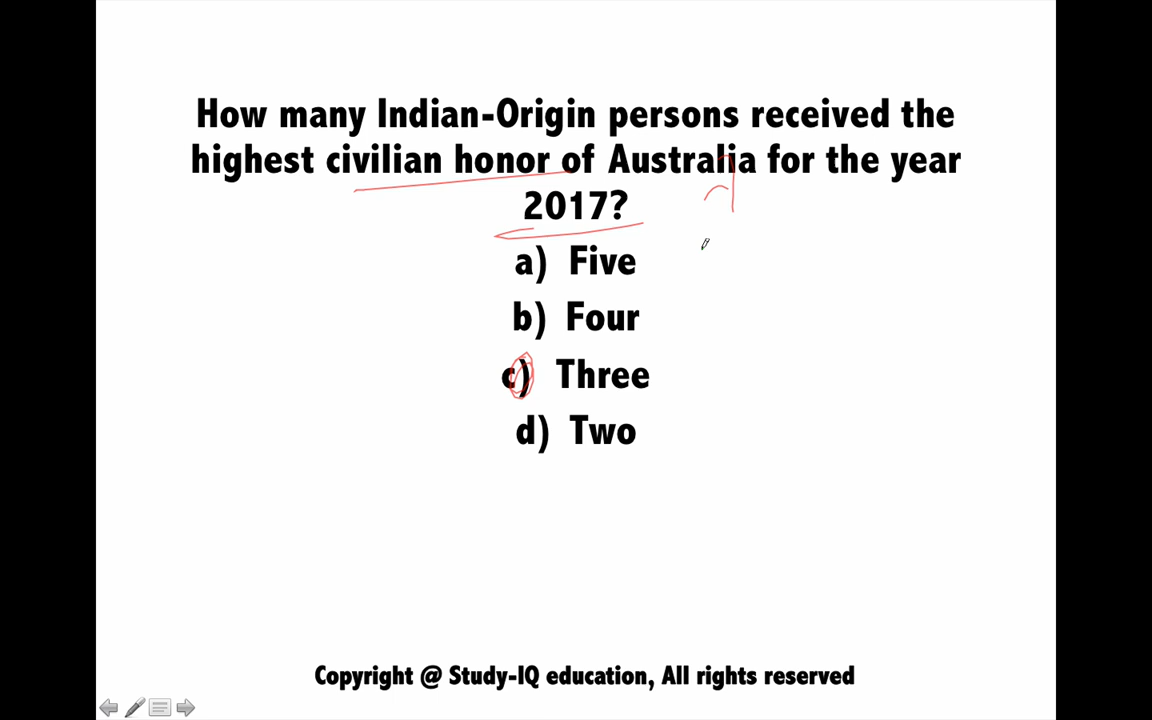 How many Indian-Origin persons received the
highest civilian honor of Australia for the year
2017?
a) Five
b) Four
c) Three
d) Two
Copyright @ Study-IQ education, All rights reserved